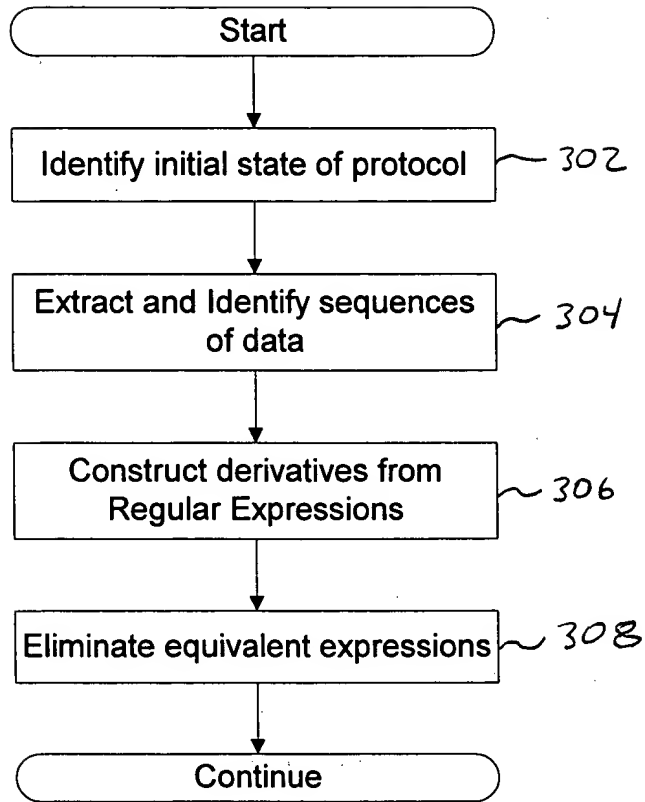 Start
Identify initial state of protocol 302
Extract and Identify sequences 304
of data
Construct derivatives from 306
Regular Expressions
Eliminate equivalent expressions 308
Continue